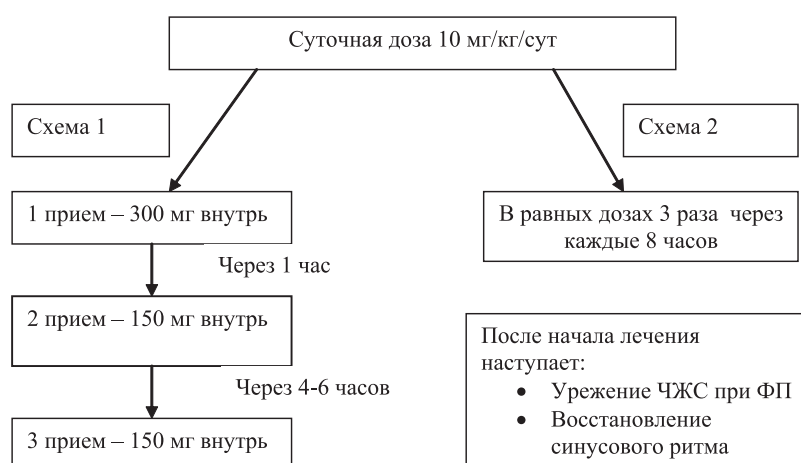 Суточная доза 10 мг/кг/сут
Схема 1
Схема 2
1 прием – 300 мг внутрь
В равных дозах 3 раза через
каждые 8 часов
Через 1 час
2 прием – 150 мг внутрь
Через 4-6 часов
3 прием – 150 мг внутрь
После начала лечения
наступает:
• Урежение ЧЖС при ФП
• Восстановление
синусового ритма